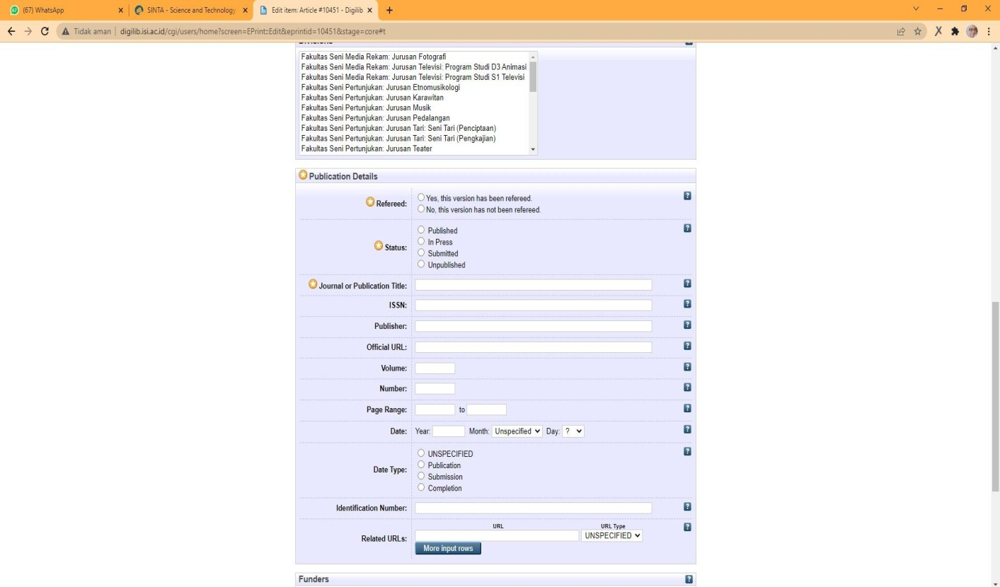 67 (67) WhatsApp
SINTA - Science and Technology
Edit item: Article #10451 - Digilib
Tidak aman | digilib.isi.ac.id/cgi/users/home?screen=EPrint::Edit&eprintid=10451&stage=core#t
Divisions
Fakultas Seni Media Rekam: Jurusan Fotografi
Fakultas Seni Media Rekam: Jurusan Televisi: Program Studi D3 Animasi
Fakultas Seni Media Rekam: Jurusan Televisi: Program Studi S1 Televisi
Fakultas Seni Pertunjukan: Jurusan Etnomusikologi
Fakultas Seni Pertunjukan: Jurusan Karawitan
Fakultas Seni Pertunjukan: Jurusan Musik
Fakultas Seni Pertunjukan: Jurusan Pedalangan
Fakultas Seni Pertunjukan: Jurusan Tari: Seni Tari (Penciptaan)
Fakultas Seni Pertunjukan: Jurusan Tari: Seni Tari (Pengkajian)
Fakultas Seni Pertunjukan: Jurusan Teater
Publication Details
Refereed:
Yes, this version has been refereed.
No, this version has not been refereed.
?
Status:
Published
In Press
Submitted
Unpublished
?
Journal or Publication Title: ?
ISSN: ?
Publisher: ?
Official URL: ?
Volume: ?
Number: ?
Page Range: to ?
Date: Year: Month: Unspecified Day: ? ?
Date Type:
UNSPECIFIED
Publication
Submission
Completion
?
Identification Number: ?
Related URLs:
URL URL Type ?
UNSPECIFIED
More input rows
Funders ?